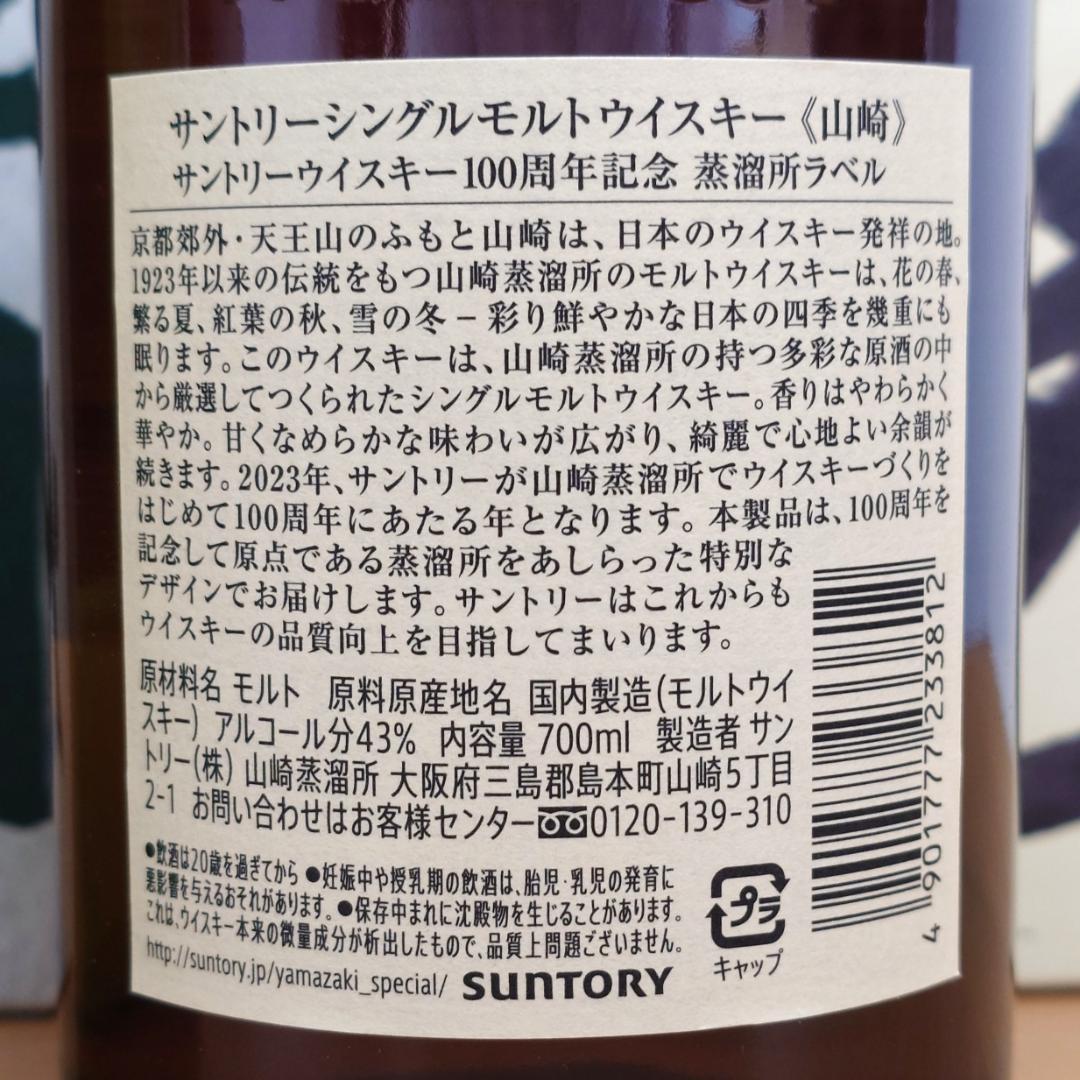 サントリーシングルモルトウイスキー《山崎》
サントリーウイスキー100周年記念 蒸溜所ラベル
京都郊外・天王山のふもと山崎は、日本のウイスキー発祥の地。
1923年以来の伝統をもつ山崎蒸溜所のモルトウイスキーは、花の春、
繁る夏、紅葉の秋、雪の冬－彩り鮮やかな日本の四季を幾重にも
眠ります。このウイスキーは、山崎蒸溜所の持つ多彩な原酒の中
から厳選してつくられたシングルモルトウイスキー。香りはやわらかく
華やか。甘くなめらかな味わいが広がり、綺麗で心地よい余韻が
続きます。2023年、サントリーが山崎蒸溜所でウイスキーづくりを
はじめて100周年にあたる年となります。本製品は、100周年を
記念して原点である蒸溜所をあしらった特別な
デザインでお届けします。サントリーはこれからも
ウイスキーの品質向上を目指してまいります。
原材料名 モルト 原料原産地名 国内製造(モルトウイ
スキー) アルコール分43% 内容量 700ml 製造者 サン
トリー(株) 山崎蒸溜所 大阪府三島郡島本町山崎5丁目
2-1 お問い合わせはお客様センター 0120-139-310
●飲酒は20歳を過ぎてから ●妊娠中や授乳期の飲酒は、胎児・乳児の発育に
悪影響を与えるおそれがあります。●保存中まれに沈殿物を生じることがあります。
これは、ウイスキー本来の微量成分が析出したもので、品質上問題ございません。
http://suntory.jp/yamazaki_special/ SUNTORY
プラ
キャップ
4 901777 233812